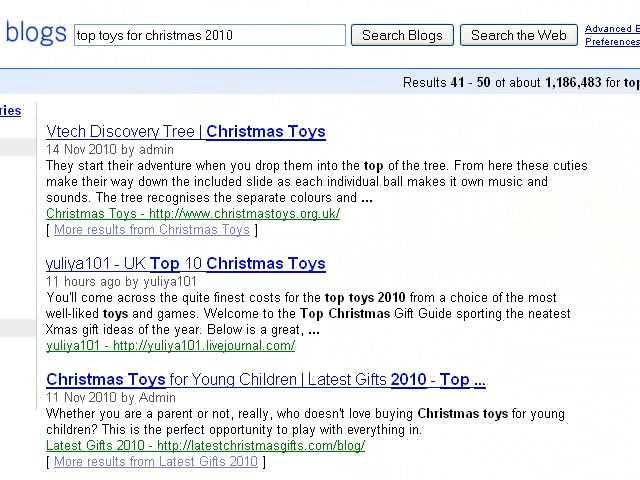 blogs top toys for christmas 2010 Search Blogs Search the Web Advanced
Preferences
Results 41 - 50 of about 1,186,483 for top
ries
Vtech Discovery Tree | Christmas Toys
14 Nov 2010 by admin
They start their adventure when you drop them into the top of the tree. From here these cuties
make their way down the included slide as each individual ball makes it own music and
sounds. The tree recognises the separate colours and ...
Christmas Toys - http://www.christmastoys.org.uk/
[ More results from Christmas Toys ]
yuliya101 - UK Top 10 Christmas Toys
11 hours ago by yuliya101
You'll come across the quite finest costs for the top toys 2010 from a choice of the most
well-liked toys and games. Welcome to the Top Christmas Gift Guide sporting the neatest
Xmas gift ideas of the year. Below is a great, ...
yuliya101 - http://yuliya101.livejournal.com/
Christmas Toys for Young Children | Latest Gifts 2010 - Top ...
11 Nov 2010 by Admin
Whether you are a parent or not, really, who doesn't love buying Christmas toys for young
children? This is the perfect opportunity to play with everything in.
Latest Gifts 2010 - http://latestchristmasgifts.com/blog/
[ More results from Latest Gifts 2010 ]